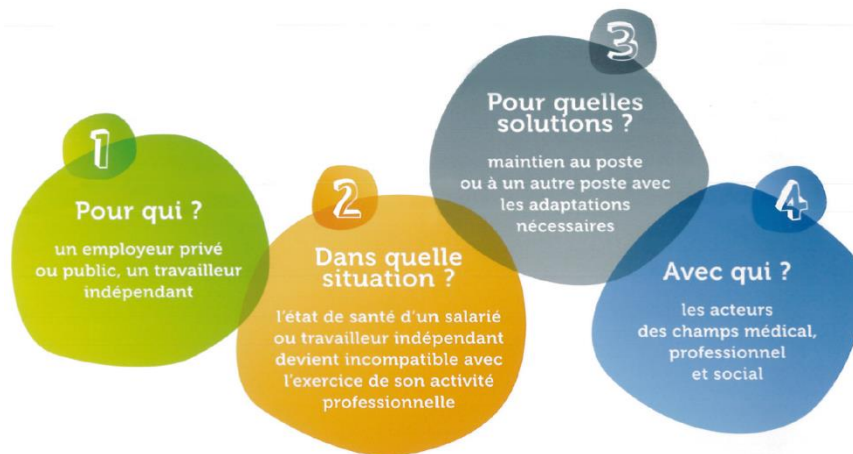 1
Pour qui ?
un employeur privé
ou public, un travailleur
indépendant
2
Dans quelle
situation ?
l'état de santé d'un salarié
ou travailleur indépendant
devient incompatible avec
l'exercice de son activité
professionnelle
3
Pour quelles
solutions ?
maintien au poste
ou à un autre poste avec
les adaptations
nécessaires
4
Avec qui ?
les acteurs
des champs médical,
professionnel
et social